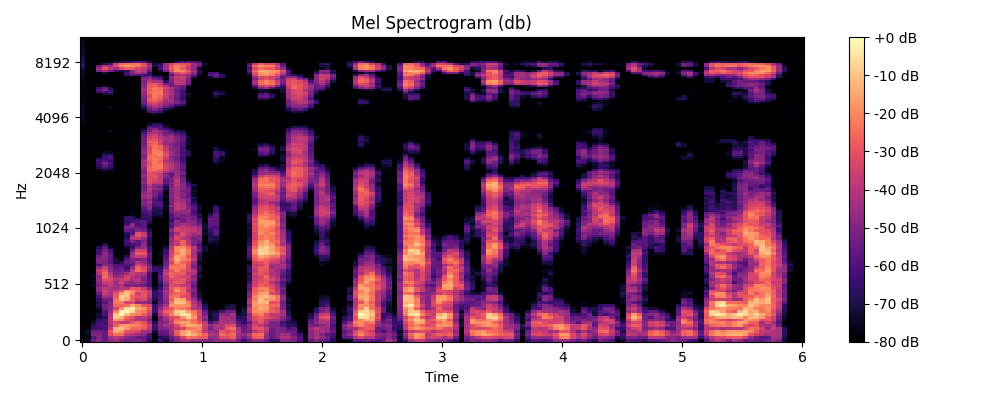 Mel Spectrogram (db)
Hz
8192
4096
2048
1024
512
0
0 1 2 3 4 5 6
Time
+0 dB
-10 dB
-20 dB
-30 dB
-40 dB
-50 dB
-60 dB
-70 dB
-80 dB